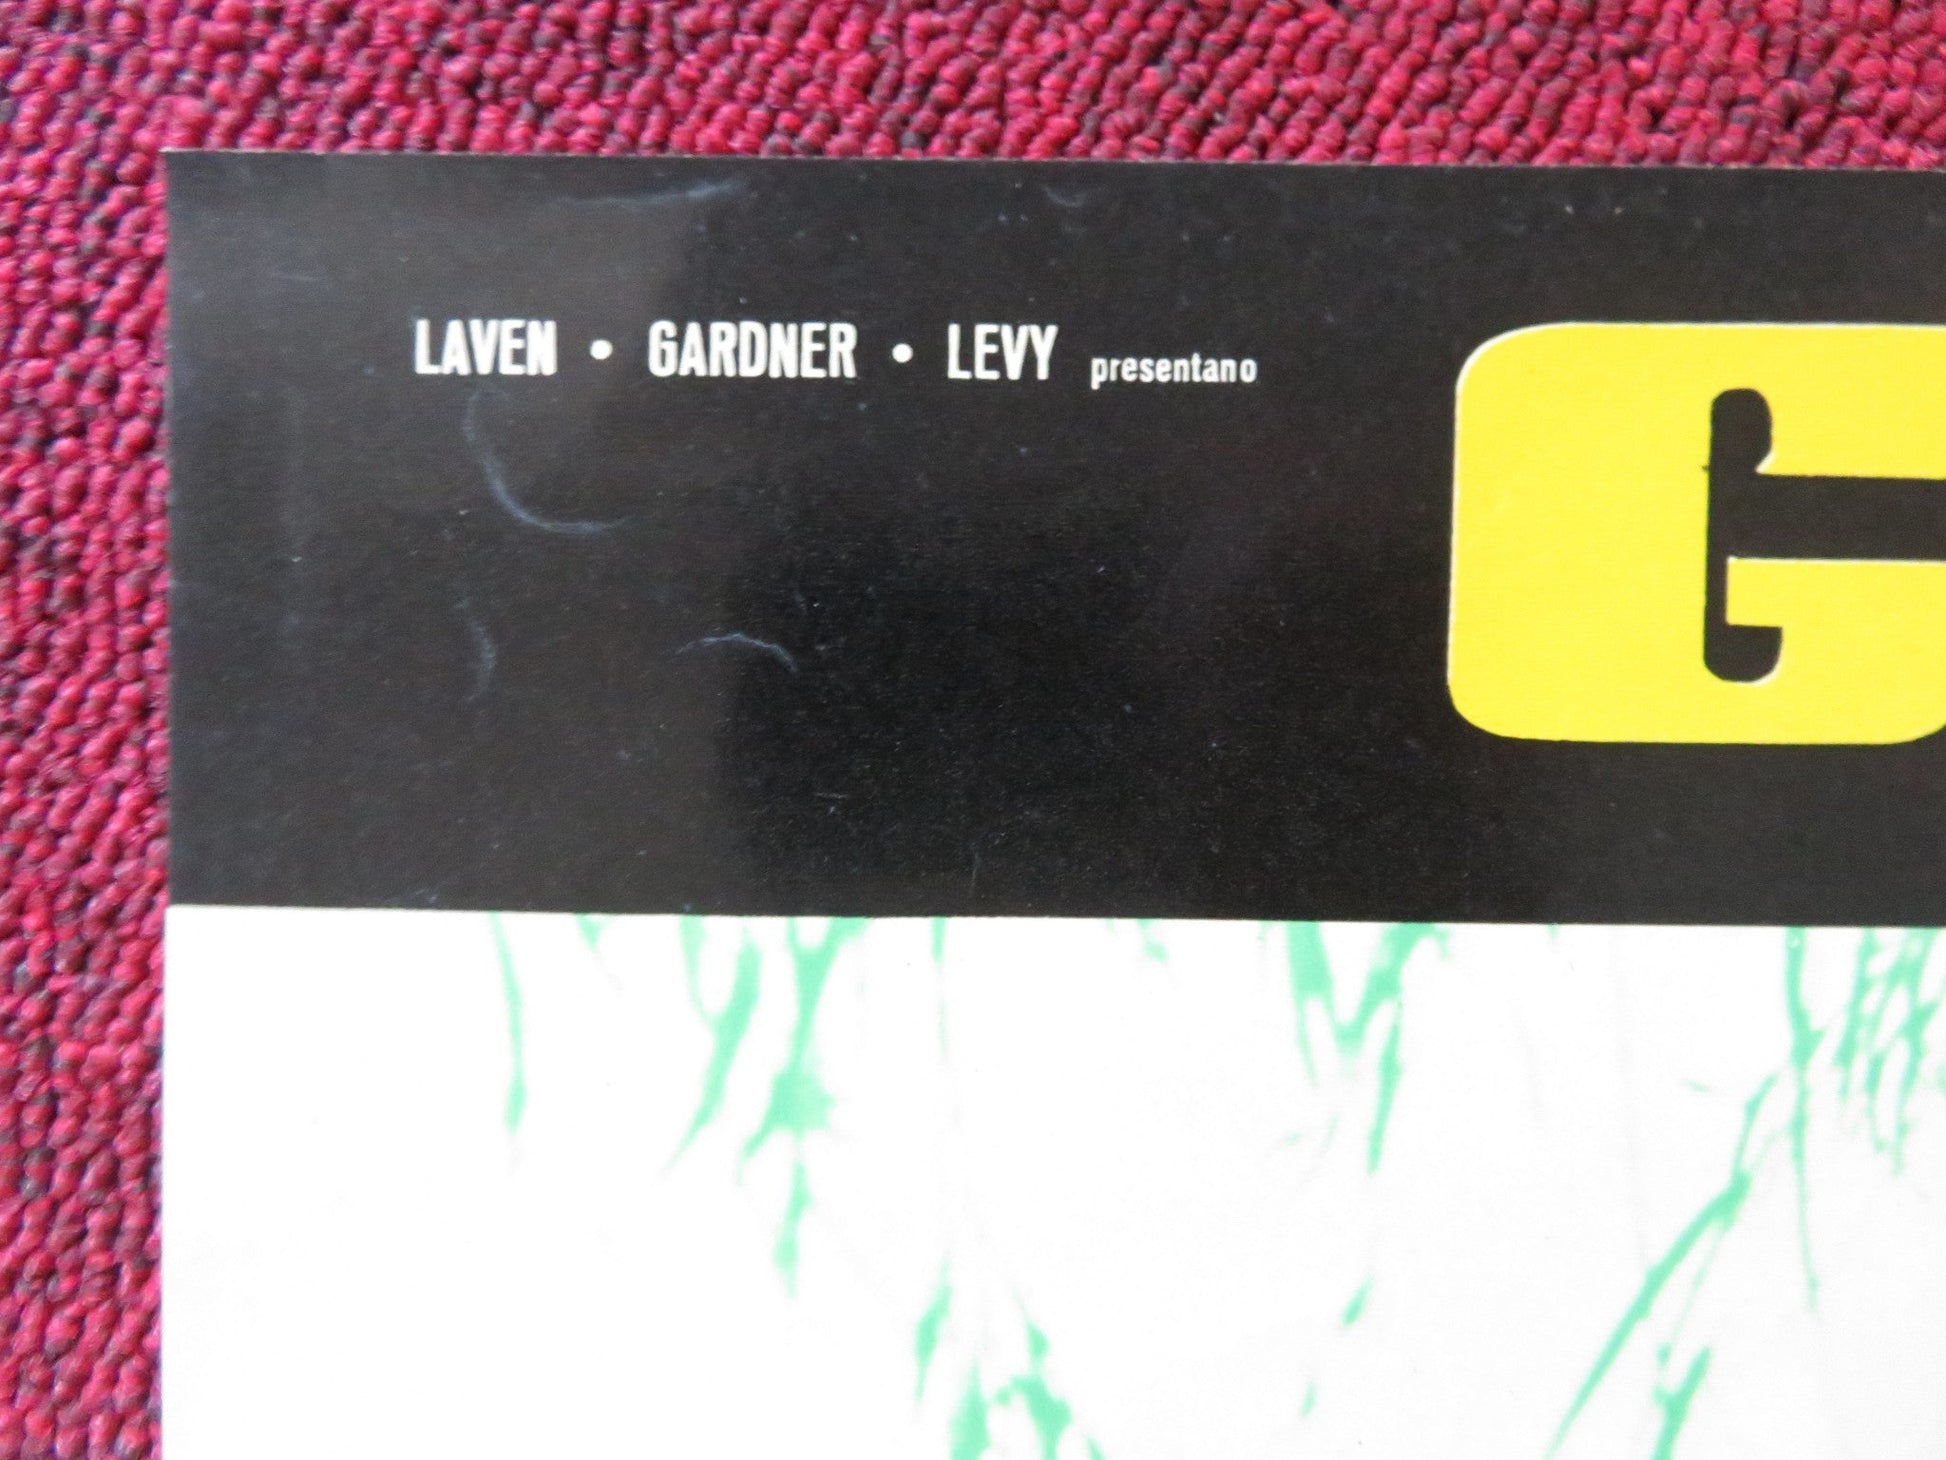 LAVEN • GARDNER • LEVY presentano
G